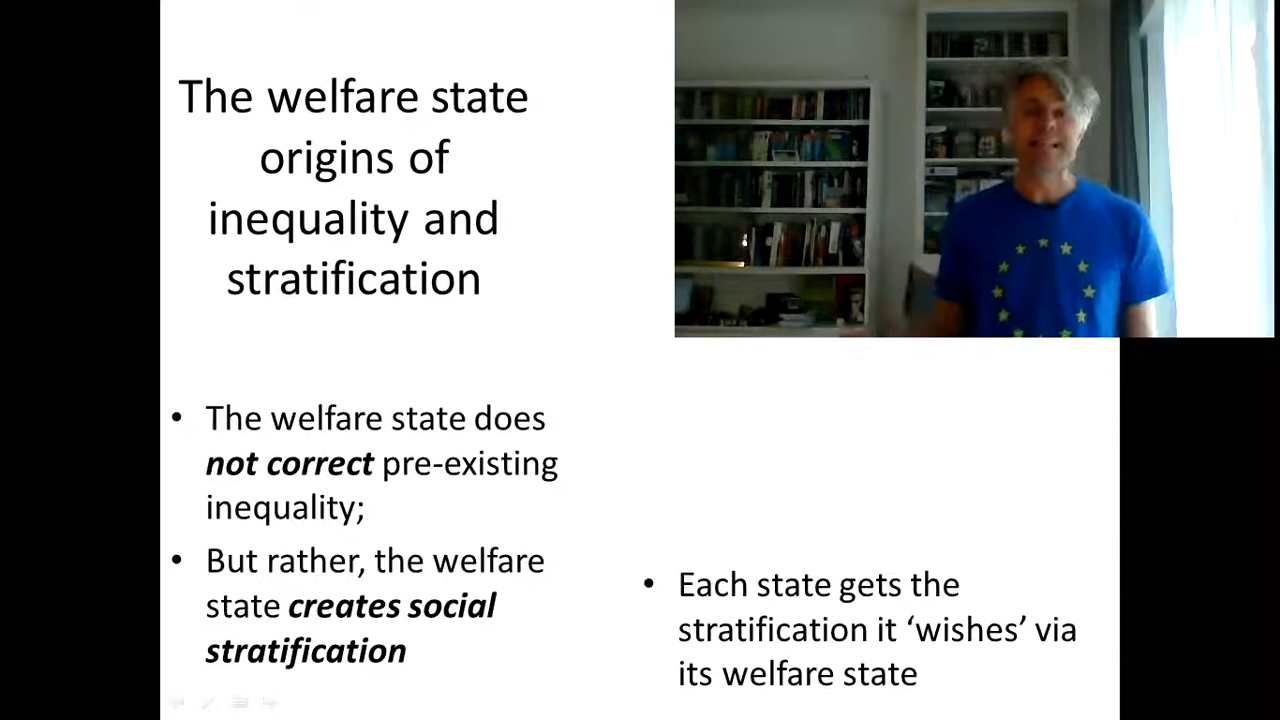 The welfare state
origins of
inequality and
stratification
• The welfare state does
not correct pre-existing
inequality;
• But rather, the welfare
state creates social
stratification
• Each state gets the
stratification it ‘wishes’ via
its welfare state